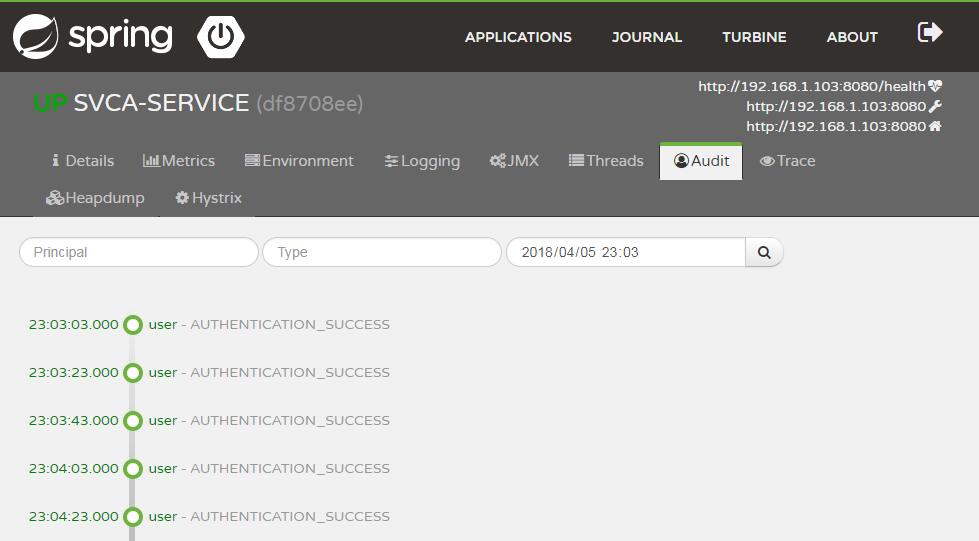 spring
APPLICATIONS JOURNAL TURBINE ABOUT
UP SVCA-SERVICE (df8708ee)
http://192.168.1.103:8080/health
http://192.168.1.103:8080
http://192.168.1.103:8080
Details Metrics Environment Logging JMX Threads Audit Trace
Heapdump Hystrix
Principal Type 2018/04/05 23:03
23:03:03.000 user - AUTHENTICATION_SUCCESS
23:03:23.000 user - AUTHENTICATION_SUCCESS
23:03:43.000 user - AUTHENTICATION_SUCCESS
23:04:03.000 user - AUTHENTICATION_SUCCESS
23:04:23.000 user - AUTHENTICATION_SUCCESS